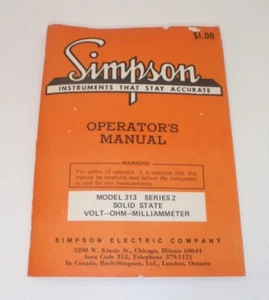 $1.00
Simpson
INSTRUMENTS THAT STAY ACCURATE
OPERATOR'S
MANUAL
WARNING
For safety of operator, it is essential that this
manual be carefully read before the instrument
is used for any measurements.
MODEL 313 SERIES 2
SOLID STATE
VOLT-OHM-MILLIAMMETER
SIMPSON ELECTRIC COMPANY
5200 W. Kinzie St., Chicago, Illinois 60644
Area Code 312, Telephone 379-1121
In Canada, Bach-Simpson, Ltd., London, Ontario